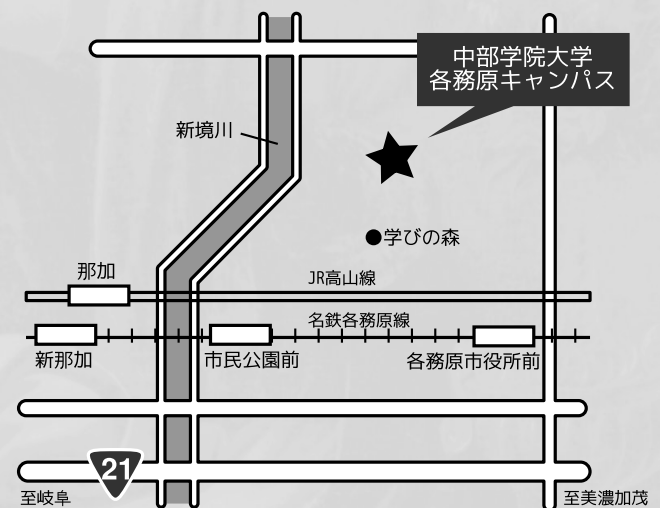 中部学院大学
各務原キャンパス
新境川
学びの森
那加
JR高山線
名鉄各務原線
新那加
市民公園前
各務原市役所前
21
至岐阜
至美濃加茂